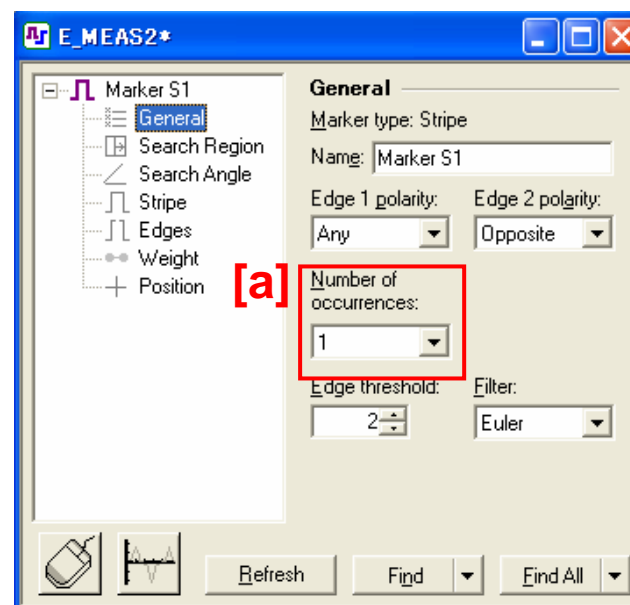 E_MEAS2*
Marker S1
General
Search Region
Search Angle
Stripe
Edges
Weight
Position
General
Marker type: Stripe
Name: Marker S1
Edge 1 polarity: Edge 2 polarity:
Any Opposite
[a]
Number of
occurrences:
1
Edge threshold: Filter:
2 Euler
Refresh Find Find All